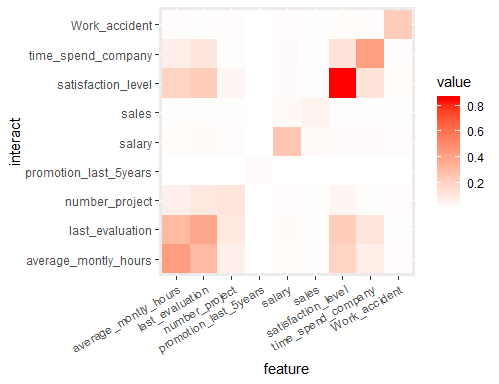 Work_accident
time_spend_company
satisfaction_level
sales
salary
promotion_last_5years
number_project
last_evaluation
average_montly_hours
interact
average_montly_hours
last_evaluation
number_project
promotion_last_5years
salary
sales
satisfaction_level
time_spend_company
Work_accident
feature
value
0.8
0.6
0.4
0.2